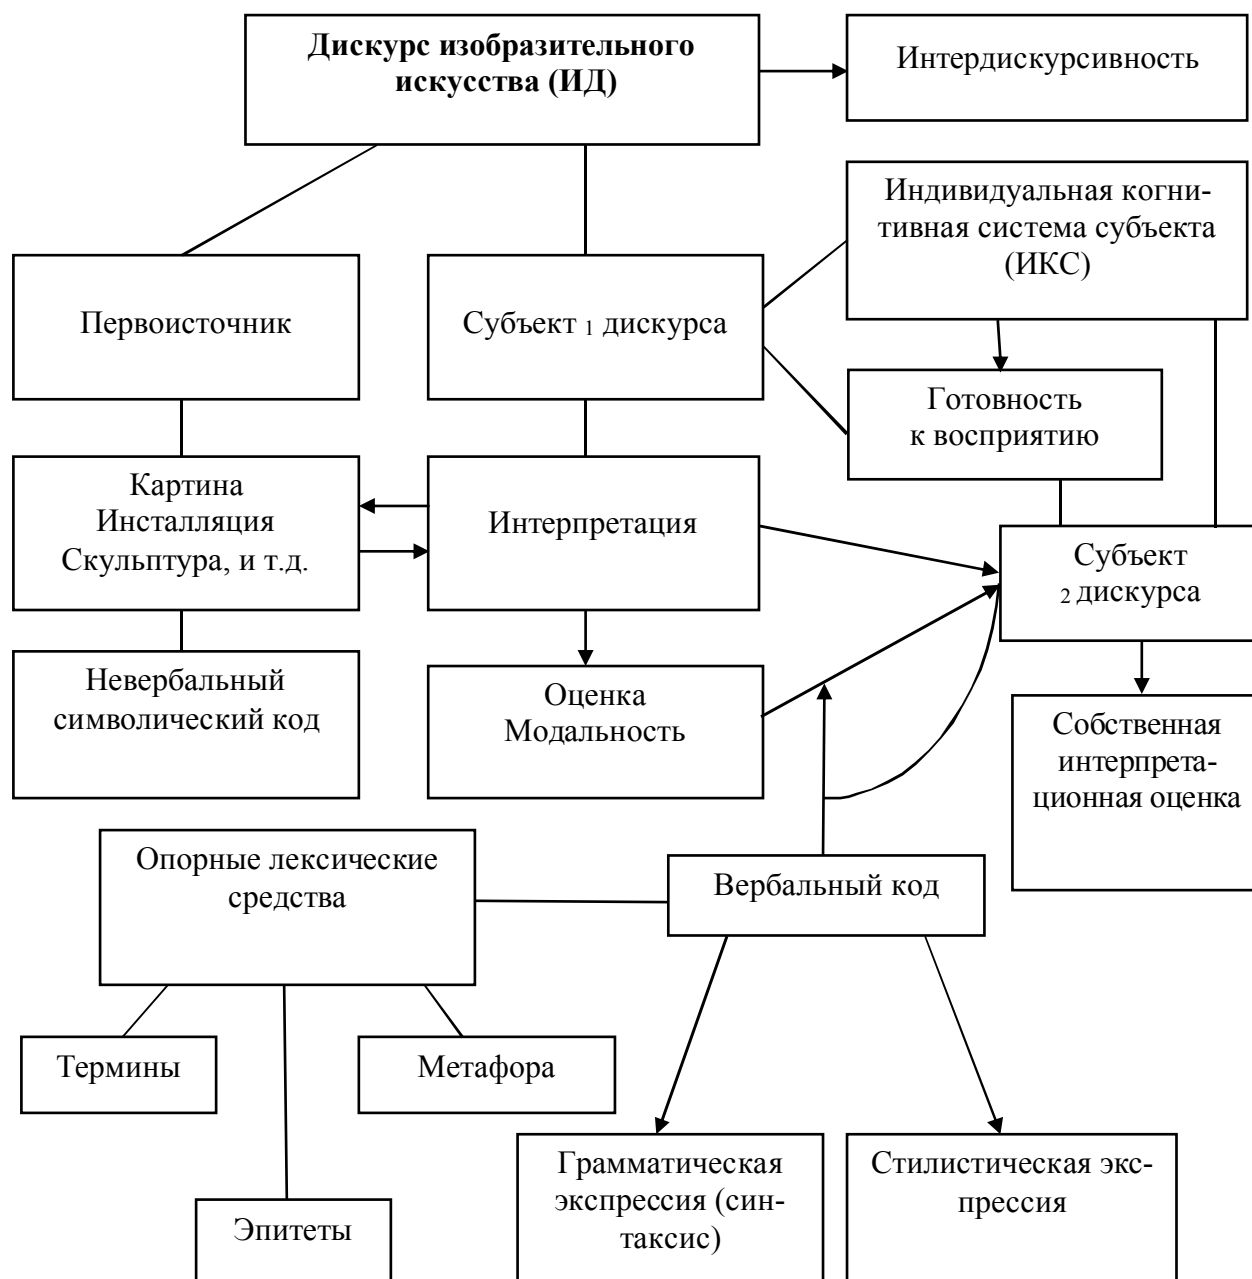 Дискурс изобразительного
искусства (ИД)
Интердискурсивность
Индивидуальная когни-
тивная система субъекта
(ИКС)
Первоисточник
Субъект 1 дискурса
Готовность
к восприятию
Картина
Инсталляция
Скульптура, и т.д.
Интерпретация
Субъект
2 дискурса
Невербальный
символический код
Оценка
Модальность
Собственная
интерпрета-
ционная оценка
Опорные лексические
средства
Вербальный код
Термины
Метафора
Эпитеты
Грамматическая
экспрессия (син-
таксис)
Стилистическая экс-
прессия